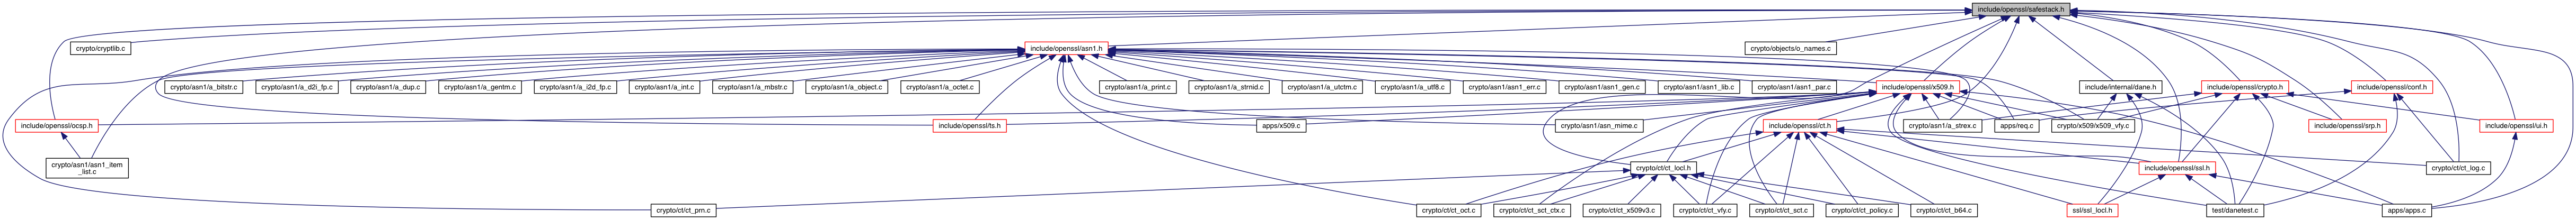 include/openssl/safestack.h
crypto/cryptlib.c
include/openssl/asn1.h
crypto/objects/o_names.c
crypto/asn1/a_bitstr.c
crypto/asn1/a_d2i_fp.c
crypto/asn1/a_dup.c
crypto/asn1/a_gentm.c
crypto/asn1/a_i2d_fp.c
crypto/asn1/a_int.c
crypto/asn1/a_mbstr.c
crypto/asn1/a_object.c
crypto/asn1/a_octet.c
crypto/asn1/a_print.c
crypto/asn1/a_strnid.c
crypto/asn1/a_utctm.c
crypto/asn1/a_utf8.c
crypto/asn1/asn1_err.c
crypto/asn1/asn1_gen.c
crypto/asn1/asn1_lib.c
crypto/asn1/asn1_par.c
include/openssl/x509.h
include/internal/dane.h
include/openssl/crypto.h
include/openssl/conf.h
include/openssl/ocsp.h
include/openssl/ts.h
apps/x509.c
crypto/asn1/asn_mime.c
include/openssl/ct.h
crypto/asn1/a_strex.c
apps/req.c
crypto/x509/x509_vfy.c
include/openssl/srp.h
include/openssl/ui.h
crypto/asn1/asn1_item
_list.c
crypto/ct/ct_locl.h
include/openssl/ssl.h
crypto/ct/ct_log.c
crypto/ct/ct_prn.c
crypto/ct/ct_oct.c
crypto/ct/ct_sct_ctx.c
crypto/ct/ct_x509v3.c
crypto/ct/ct_vfy.c
crypto/ct/ct_sct.c
crypto/ct/ct_policy.c
crypto/ct/ct_b64.c
ssl/ssl_locl.h
test/danetest.c
apps/apps.c